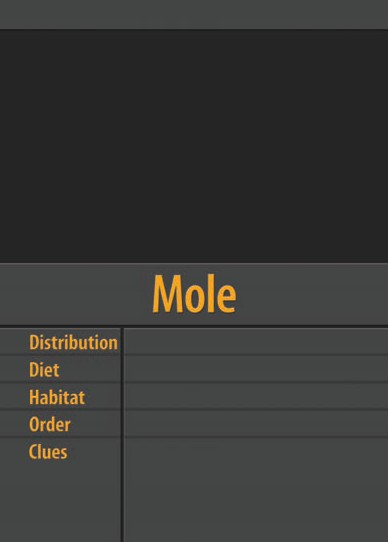 Mole
Distribution
Diet
Habitat
Order
Clues